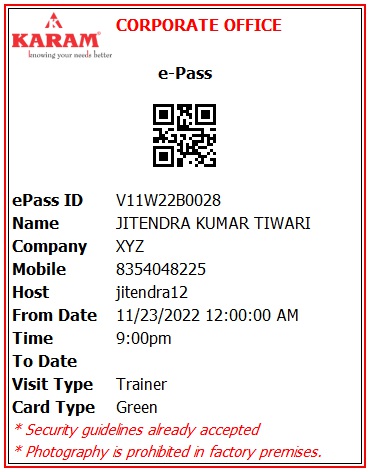 CORPORATE OFFICE
KARAM®
knowing your needs better
e-Pass
ePass ID V11W22B0028
Name JITENDRA KUMAR TIWARI
Company XYZ
Mobile 8354048225
Host jitendra12
From Date 11/23/2022 12:00:00 AM
Time 9:00pm
To Date
Visit Type Trainer
Card Type Green
* Security guidelines already accepted
* Photography is prohibited in factory premises.